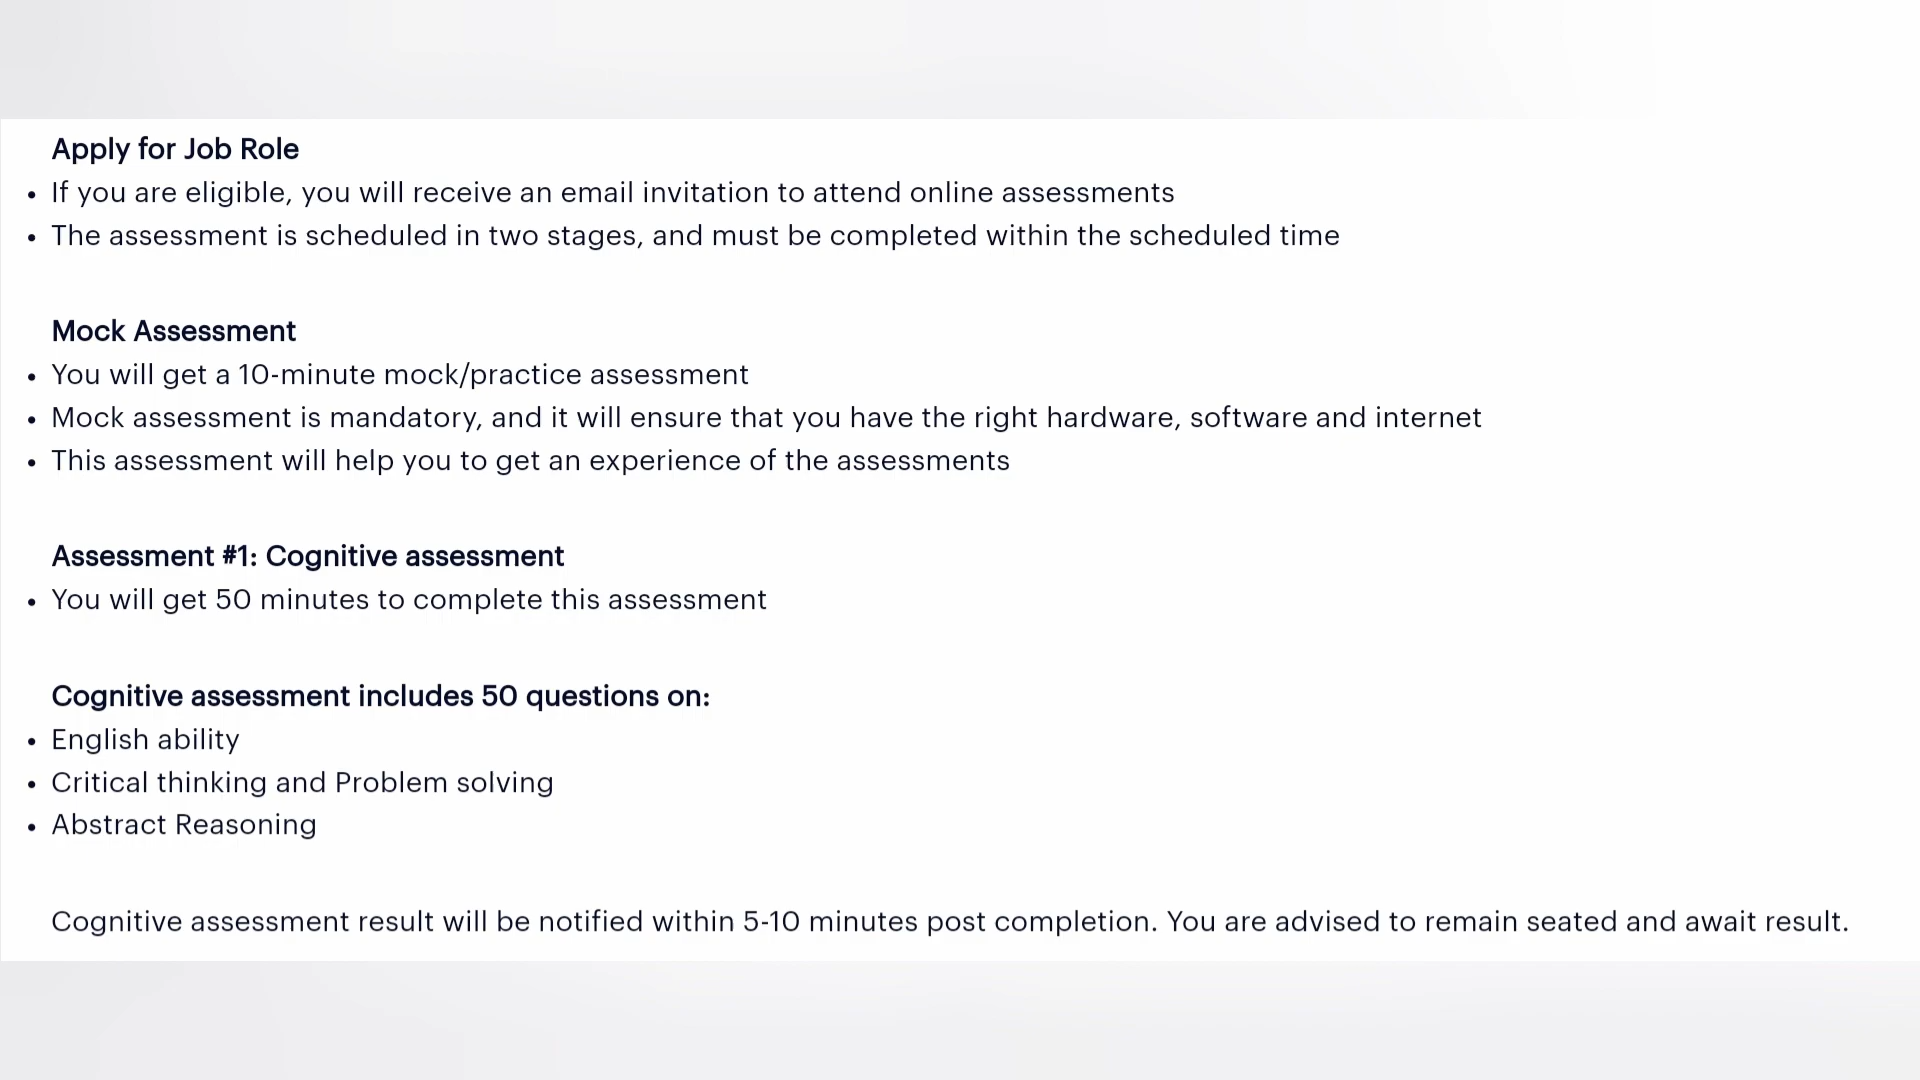 Apply for Job Role
• If you are eligible, you will receive an email invitation to attend online assessments
• The assessment is scheduled in two stages, and must be completed within the scheduled time
Mock Assessment
• You will get a 10-minute mock/practice assessment
• Mock assessment is mandatory, and it will ensure that you have the right hardware, software and internet
• This assessment will help you to get an experience of the assessments
Assessment #1: Cognitive assessment
• You will get 50 minutes to complete this assessment
Cognitive assessment includes 50 questions on:
• English ability
• Critical thinking and Problem solving
• Abstract Reasoning
Cognitive assessment result will be notified within 5-10 minutes post completion. You are advised to remain seated and await result.